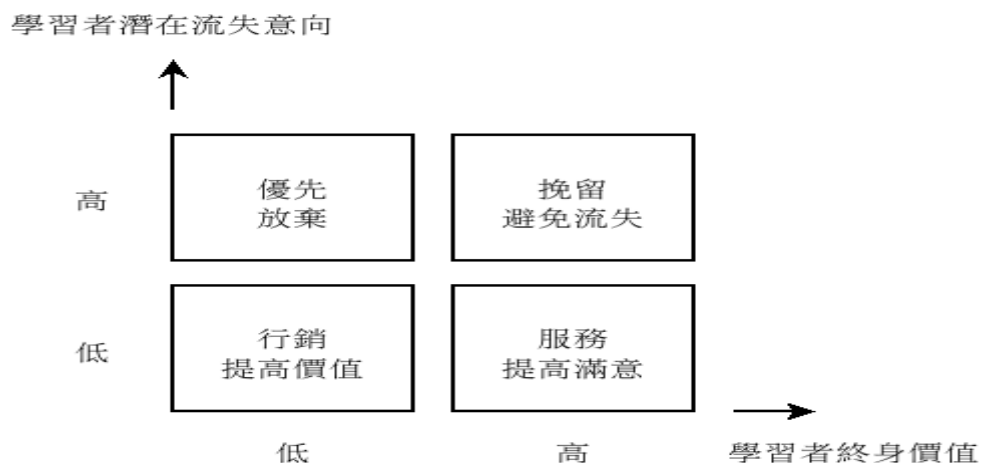 學習者潛在流失意向
高
優先
放棄
挽留
避免流失
低
行銷
提高價值
服務
提高滿意
低
高
學習者終身價值